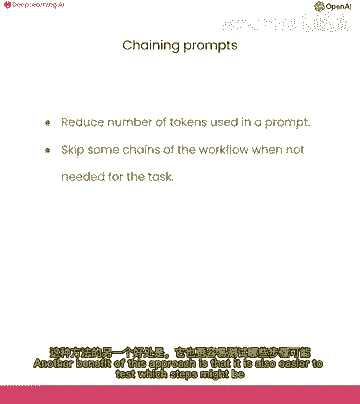 DeepLearning.AI
OpenAI
Chaining prompts
Reduce number of tokens used in a prompt.
Skip some chains of the workflow when not
needed for the task.
这种方法的另一个好处是，它也更容易测试哪些步骤可能
Another benefit of this approach is that it is also easier to
test which steps might be